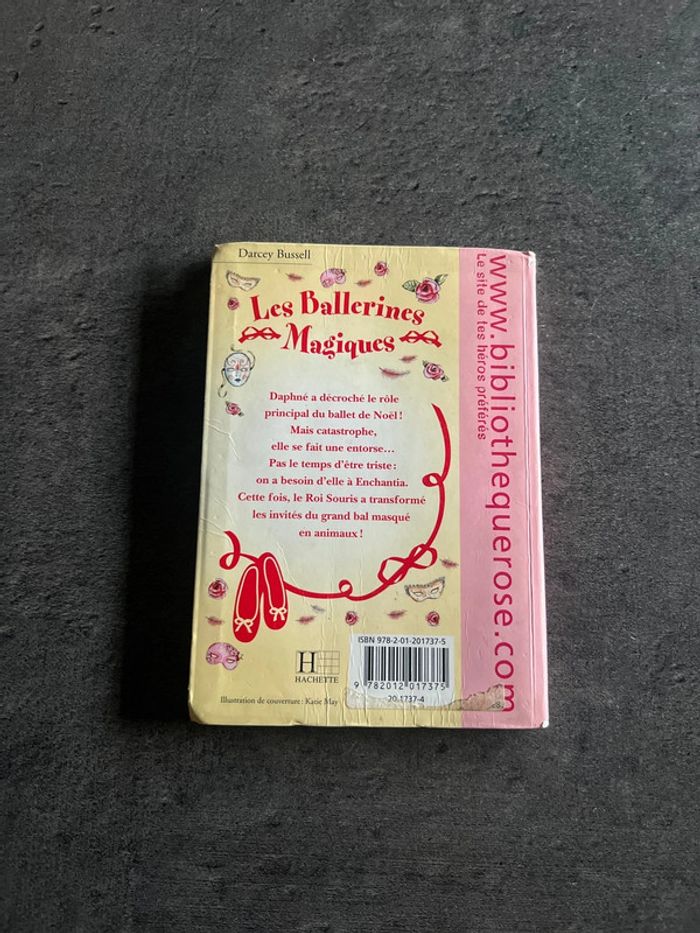 Darcey Bussell
Les Ballerines
Magiques
Daphné a décroché le rôle
principal du ballet de Noël !
Mais catastrophe,
elle se fait une entorse…
Pas le temps d'être triste :
on a besoin d'elle à Enchantia.
Cette fois, le Roi Souris a transformé
les invités du grand bal masqué
en animaux !
www.bibliothequerose.com
Le site de tes héros préférés
ISBN 978-2-01-201737-5
H
HACHETTE
9 782012 017375
20.1737-4
Illustration de couverture : Katie May